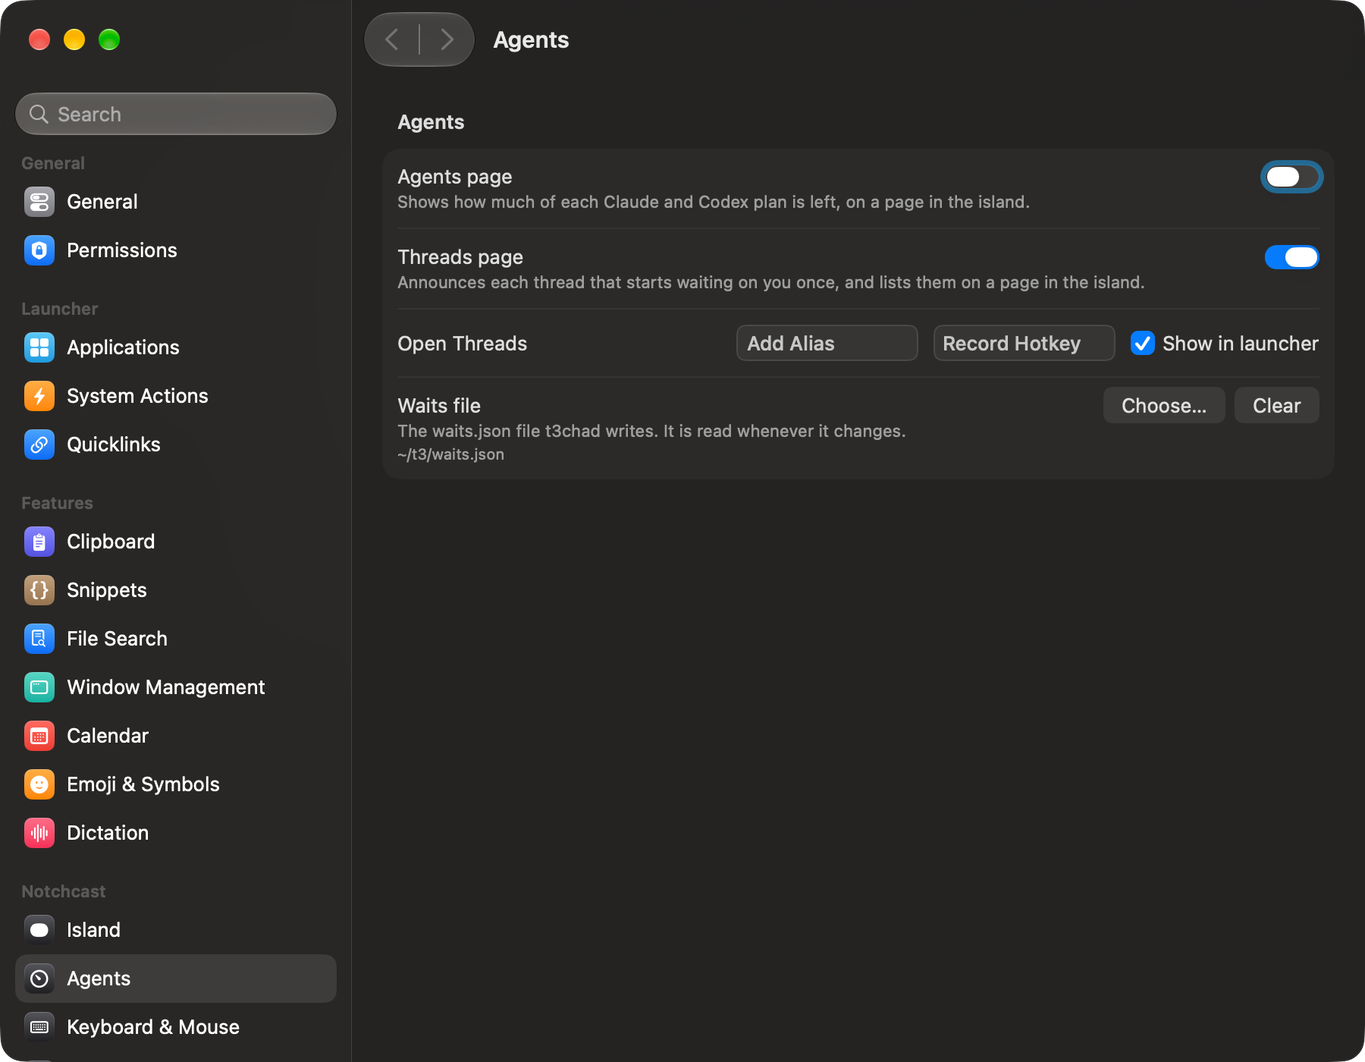 Agents
Search
General
General
Permissions
Launcher
Applications
System Actions
Quicklinks
Features
Clipboard
Snippets
File Search
Window Management
Calendar
Emoji & Symbols
Dictation
Notchcast
Island
Agents
Keyboard & Mouse
Agents
Agents page
Shows how much of each Claude and Codex plan is left, on a page in the island.
Threads page
Announces each thread that starts waiting on you once, and lists them on a page in the island.
Open Threads Add Alias Record Hotkey Show in launcher
Waits file Choose... Clear
The waits.json file t3chad writes. It is read whenever it changes.
~/t3/waits.json